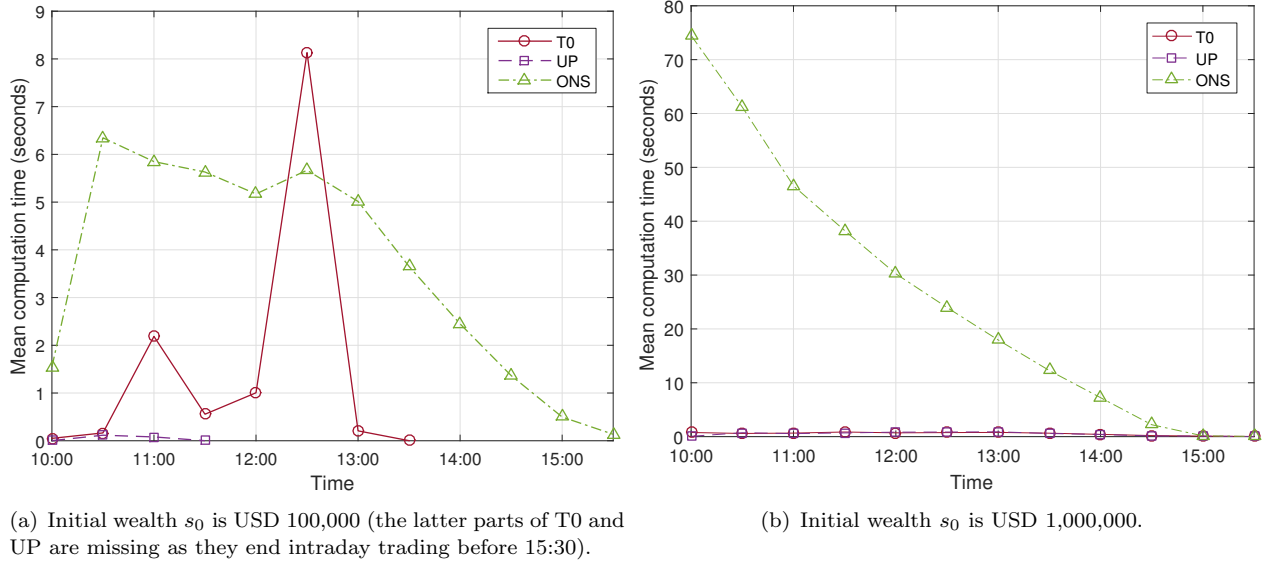 9
8
7
6
5
4
3
2
1
0
Mean computation time (seconds)
10:00 11:00 12:00 13:00 14:00 15:00
Time
T0
UP
ONS
80
70
60
50
40
30
20
10
0
Mean computation time (seconds)
10:00 11:00 12:00 13:00 14:00 15:00
Time
T0
UP
ONS
(a) Initial wealth s₀ is USD 100,000 (the latter parts of T0 and
UP are missing as they end intraday trading before 15:30).
(b) Initial wealth s₀ is USD 1,000,000.